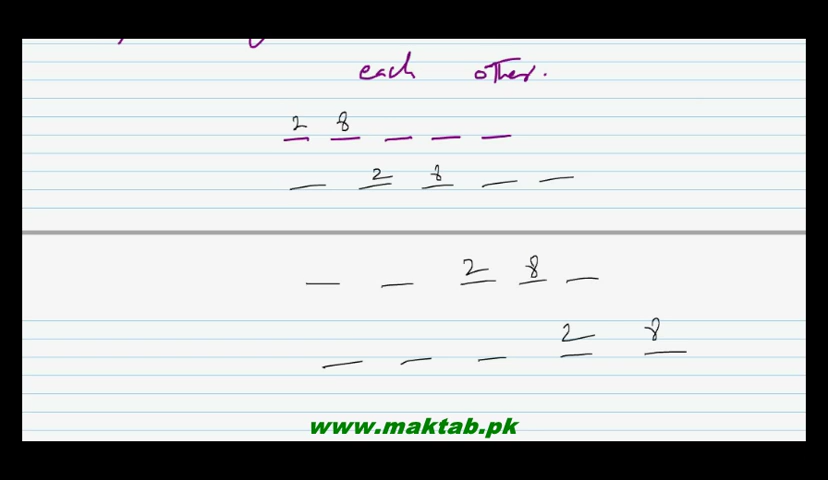 each other.
2 8 _ _ _
_ 2 8 _ _
_ _ 2 8 _
_ _ _ 2 8
www.maktab.pk